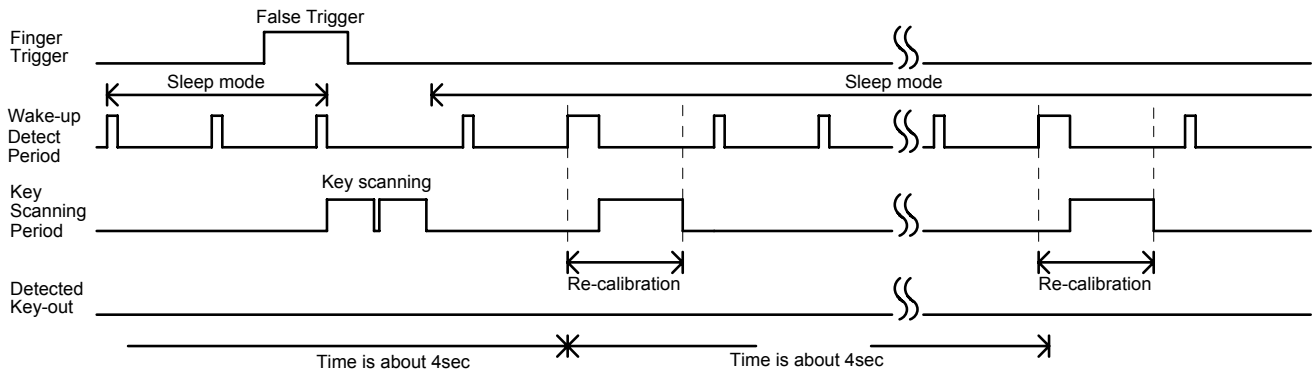 False Trigger
Finger
Trigger
Sleep mode
Sleep mode
Wake-up
Detect
Period
Key scanning
Key
Scanning
Period
Re-calibration
Re-calibration
Detected
Key-out
Time is about 4sec
Time is about 4sec